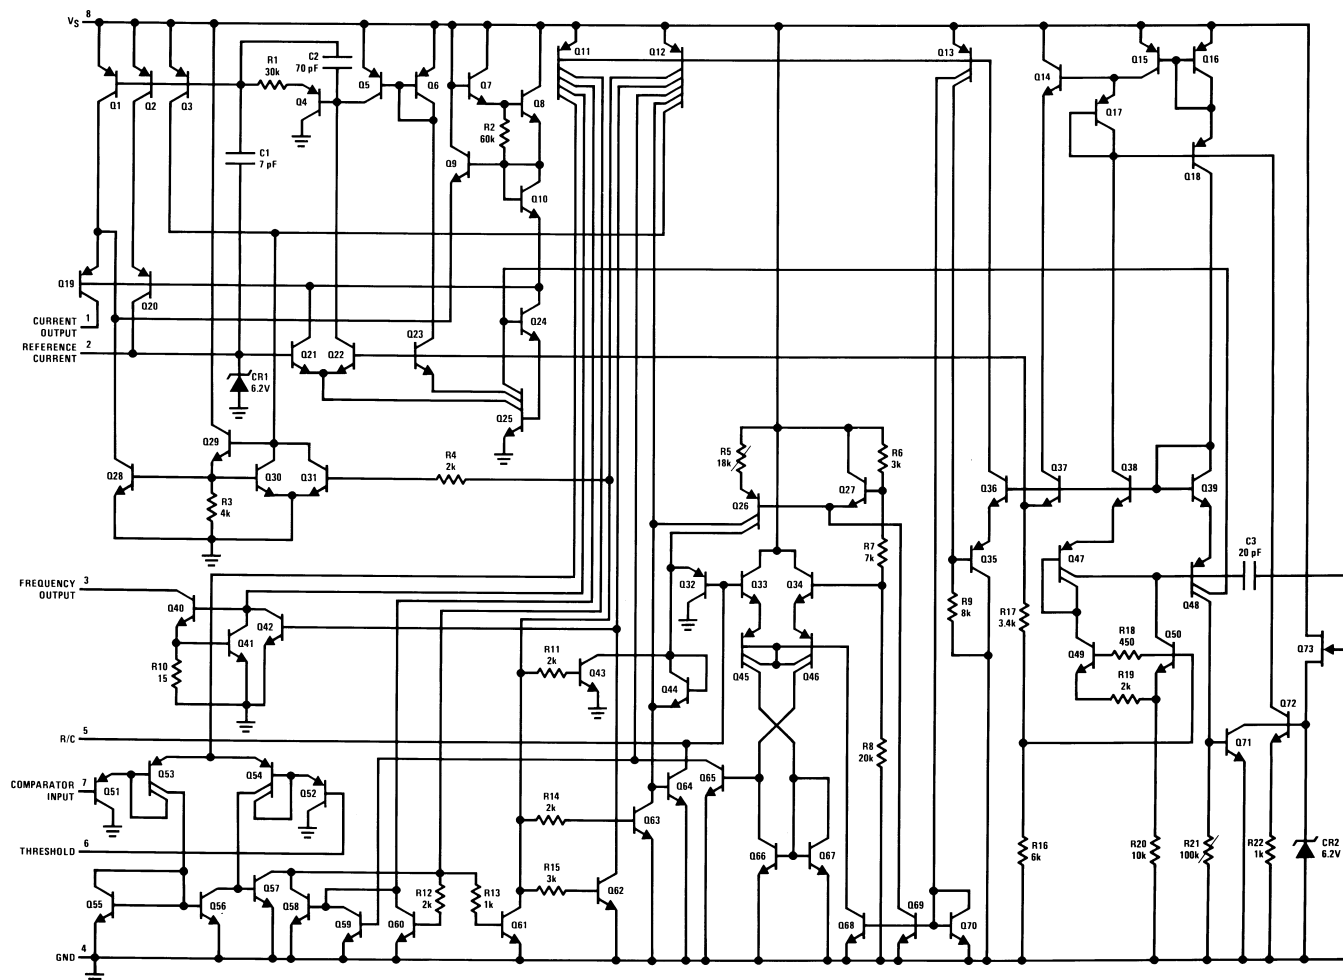 VS 8
Q11
Q12
Q13
C2
70 pF
R1
30k
Q1
Q2
Q3
Q4
Q5
Q6
Q7
Q8
Q14
Q15
Q16
Q17
R2
60k
C1
7 pF
Q9
Q10
Q18
Q19
Q20
CURRENT
OUTPUT 1
REFERENCE
CURRENT 2
Q21
Q22
Q23
Q24
CR1
6.2V
Q25
Q29
Q28
Q30
Q31
R4
2k
R3
4k
R5
18k
R6
3k
Q26
Q27
R7
7k
Q36
Q37
Q38
Q39
C3
20 pF
FREQUENCY
OUTPUT 3
Q32
Q33
Q34
Q35
Q47
Q48
Q40
Q41
Q42
R9
8k
R17
3.4k
R10
15
R11
2k
Q43
Q44
Q45
Q46
Q49
R18
450
Q50
R19
2k
Q73
Q72
R/C 5
R8
20k
Q71
COMPARATOR
INPUT 7
Q51
Q53
Q54
Q52
Q64
Q65
R14
2k
Q63
THRESHOLD 6
Q66
Q67
R16
6k
R20
10k
R21
100k
R22
1k
CR2
6.2V
Q55
Q56
Q57
Q58
Q59
Q60
R12
2k
R13
1k
Q61
R15
3k
Q62
Q68
Q69
Q70
GND 4